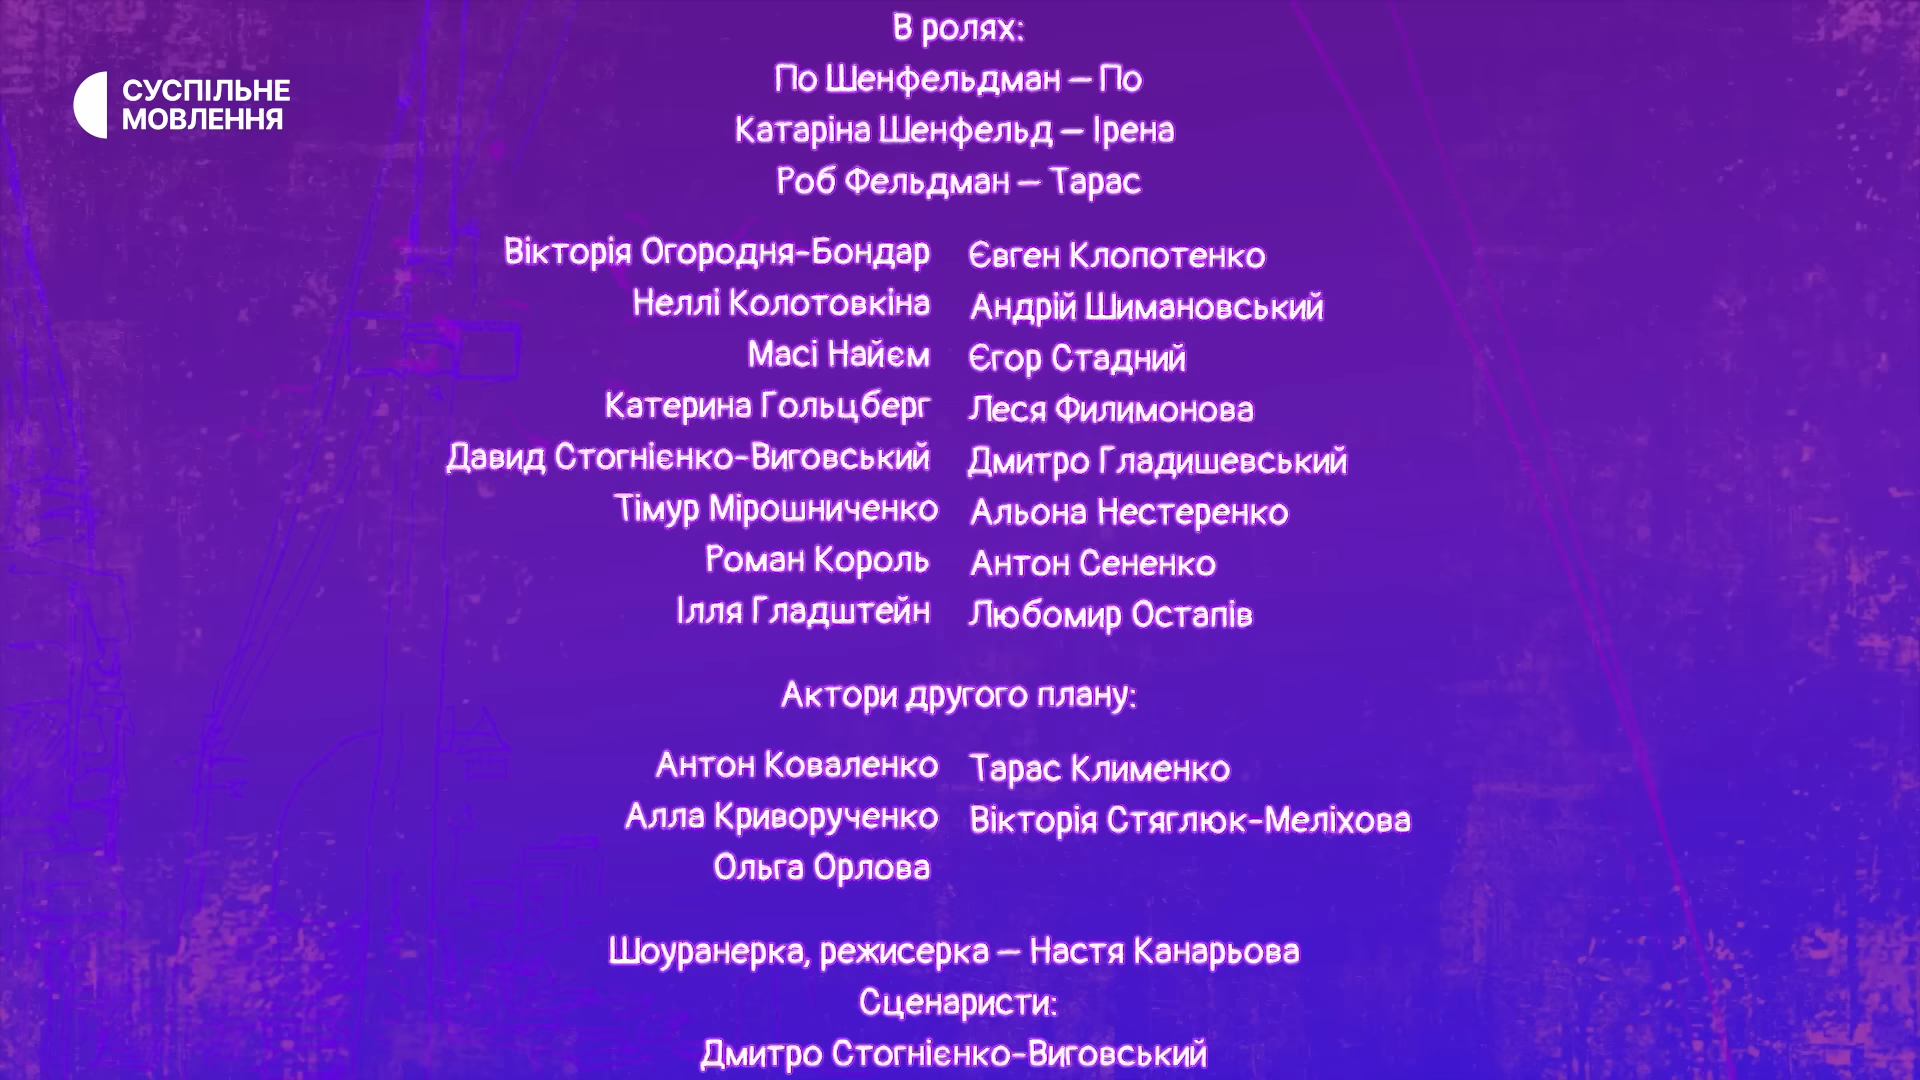 СУСПІЛЬНЕ
МОВЛЕННЯ
В ролях:
По Шенфельдман – По
Катаріна Шенфельд – Ірена
Роб Фельдман – Тарас
Вікторія Огородня-Бондар Євген Клопотенко
Неллі Колотовкіна Андрій Шимановський
Масі Найєм Єгор Стадний
Катерина Гольцберг Леся Филимонова
Давид Стогнієнко-Виговський Дмитро Гладишевський
Тімур Мірошниченко Альона Нестеренко
Роман Король Антон Сененко
Ілля Гладштейн Любомир Остапів
Актори другого плану:
Антон Коваленко Тарас Клименко
Алла Криворученко Вікторія Стяглюк-Меліхова
Ольга Орлова
Шоуранерка, режисерка – Настя Канарьова
Сценаристи:
Дмитро Стогнієнко-Виговський